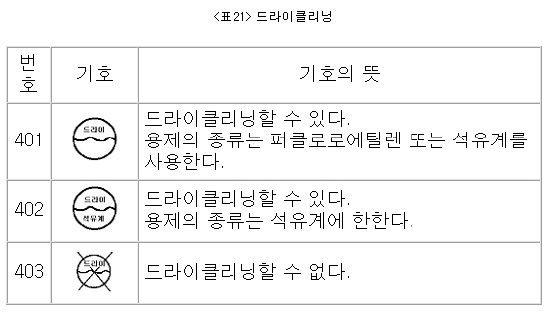 <표21> 드라이클리닝
번호
기호
기호의 뜻
401
드라이
드라이클리닝할 수 있다.
용제의 종류는 퍼클로로에틸렌 또는 석유계를
사용한다.
402
드라이
석유계
드라이클리닝할 수 있다.
용제의 종류는 석유계에 한한다.
403
드라이
드라이클리닝할 수 없다.